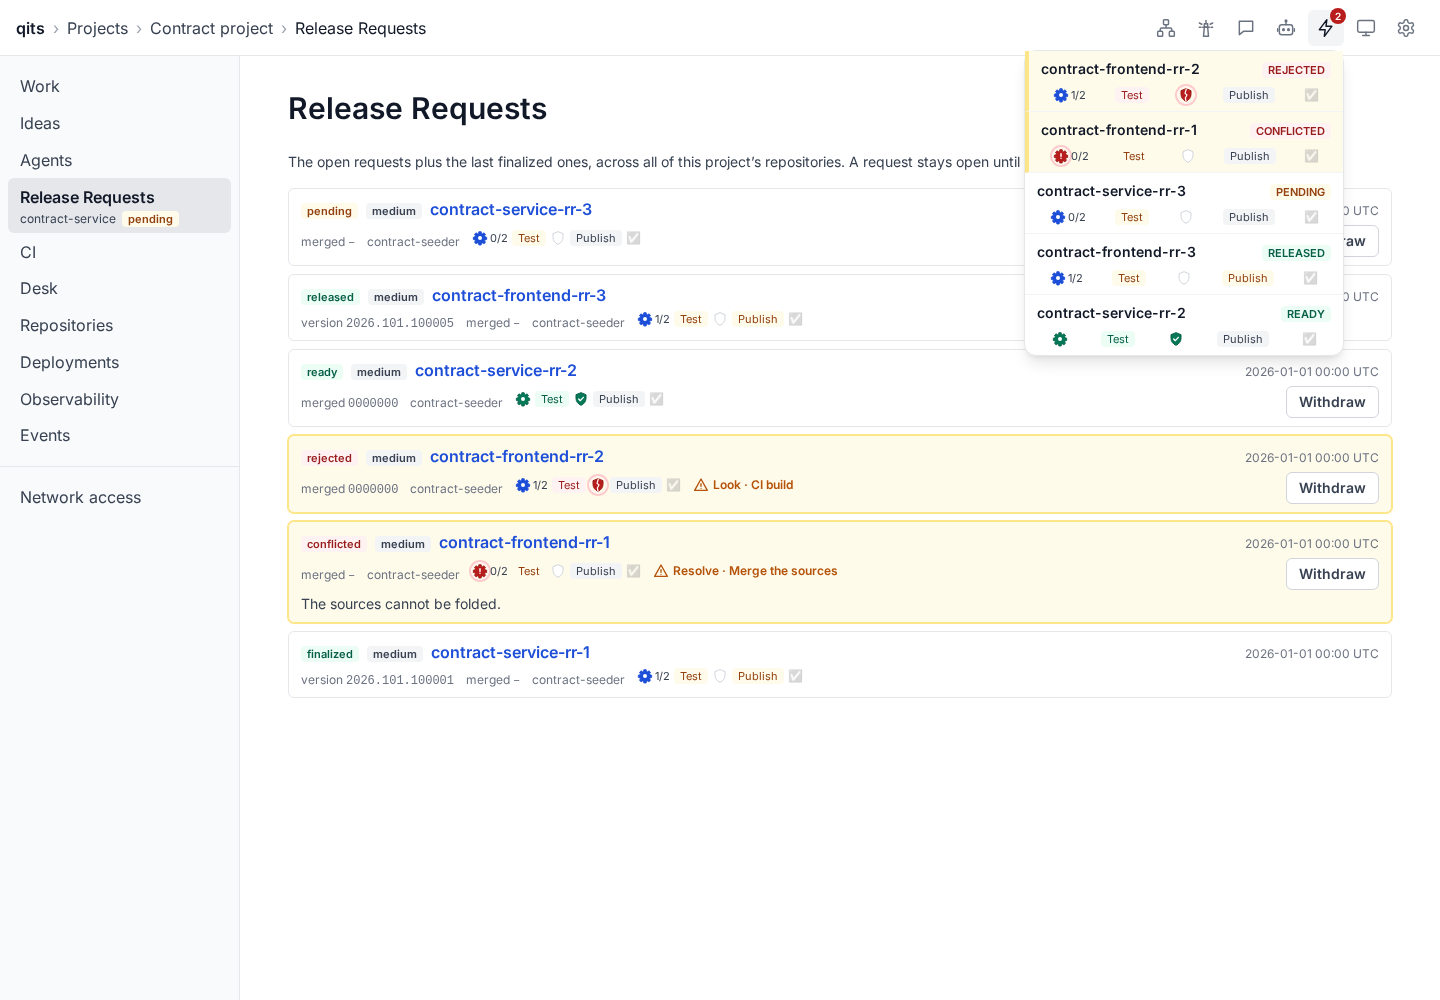 qits › Projects › Contract project › Release Requests
2
Work
Ideas
Agents
Release Requests
contract-service pending
CI
Desk
Repositories
Deployments
Observability
Events
Network access
Release Requests
The open requests plus the last finalized ones, across all of this project's repositories. A request stays open until
pending medium contract-service-rr-3
0 UTC
merged – contract-seeder 0/2 Test Publish
raw
released medium contract-frontend-rr-3
0 UTC
version 2026.101.100005 merged – contract-seeder 1/2 Test Publish
ready medium contract-service-rr-2
2026-01-01 00:00 UTC
merged 0000000 contract-seeder Test Publish
Withdraw
rejected medium contract-frontend-rr-2
2026-01-01 00:00 UTC
merged 0000000 contract-seeder 1/2 Test Publish Look · CI build
Withdraw
conflicted medium contract-frontend-rr-1
2026-01-01 00:00 UTC
merged – contract-seeder 0/2 Test Publish Resolve · Merge the sources
Withdraw
The sources cannot be folded.
finalized medium contract-service-rr-1
2026-01-01 00:00 UTC
version 2026.101.100001 merged – contract-seeder 1/2 Test Publish
contract-frontend-rr-2 REJECTED
1/2 Test Publish
contract-frontend-rr-1 CONFLICTED
0/2 Test Publish
contract-service-rr-3 PENDING
0/2 Test Publish
contract-frontend-rr-3 RELEASED
1/2 Test Publish
contract-service-rr-2 READY
Test Publish